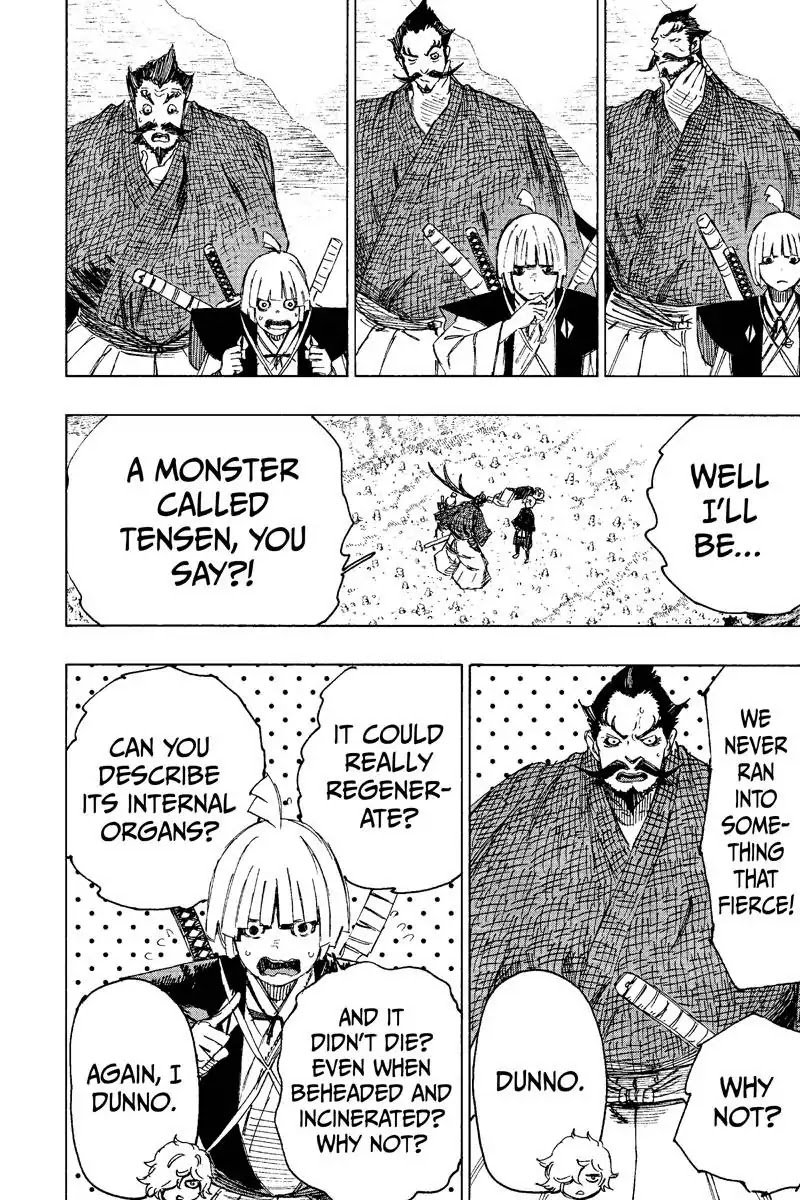 WELL
I'LL
BE...
A MONSTER
CALLED
TENSEN, YOU
SAY?!
WE
NEVER
RAN
INTO
SOME-
THING
THAT
FIERCE!
WHY
NOT?
DUNNO.
IT COULD
REALLY
REGENER-
ATE?
CAN YOU
DESCRIBE
ITS INTERNAL
ORGANS?
AND IT
DIDN'T DIE?
EVEN WHEN
BEHEADED AND
INCINERATED?
WHY NOT?
AGAIN, I
DUNNO.